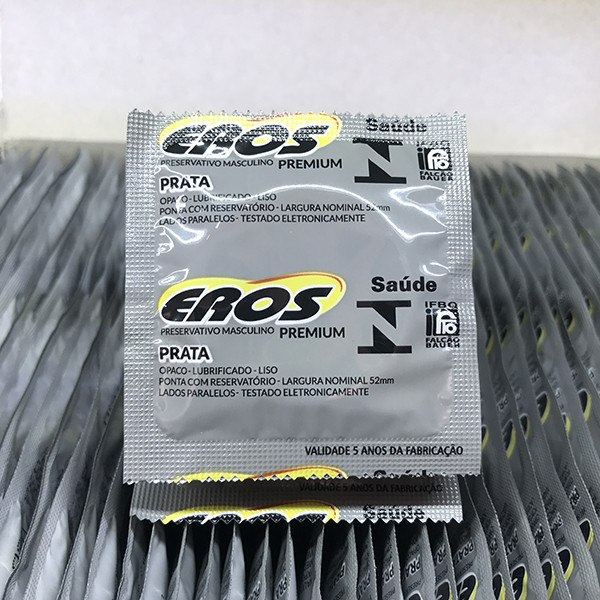 EROS
Saúde
PRESERVATIVO MASCULINO PREMIUM
FALCÃO
BAUER
PRATA
OPACO - LUBRIFICADO - LISO
PONTA COM RESERVATÓRIO - LARGURA NOMINAL 52mm
LADOS PARALELOS - TESTADO ELETRONICAMENTE
EROS
Saúde
IFBQ
PRESERVATIVO MASCULINO PREMIUM
FALCÃO
BAUER
PRATA
OPACO - LUBRIFICADO - LISO
PONTA COM RESERVATÓRIO - LARGURA NOMINAL 52mm
LADOS PARALELOS - TESTADO ELETRONICAMENTE
VALIDADE 5 ANOS DA FABRICAÇÃO
Saúde
VALIDADE 5 ANOS DA FABRICAÇÃO
EROS
Saúde